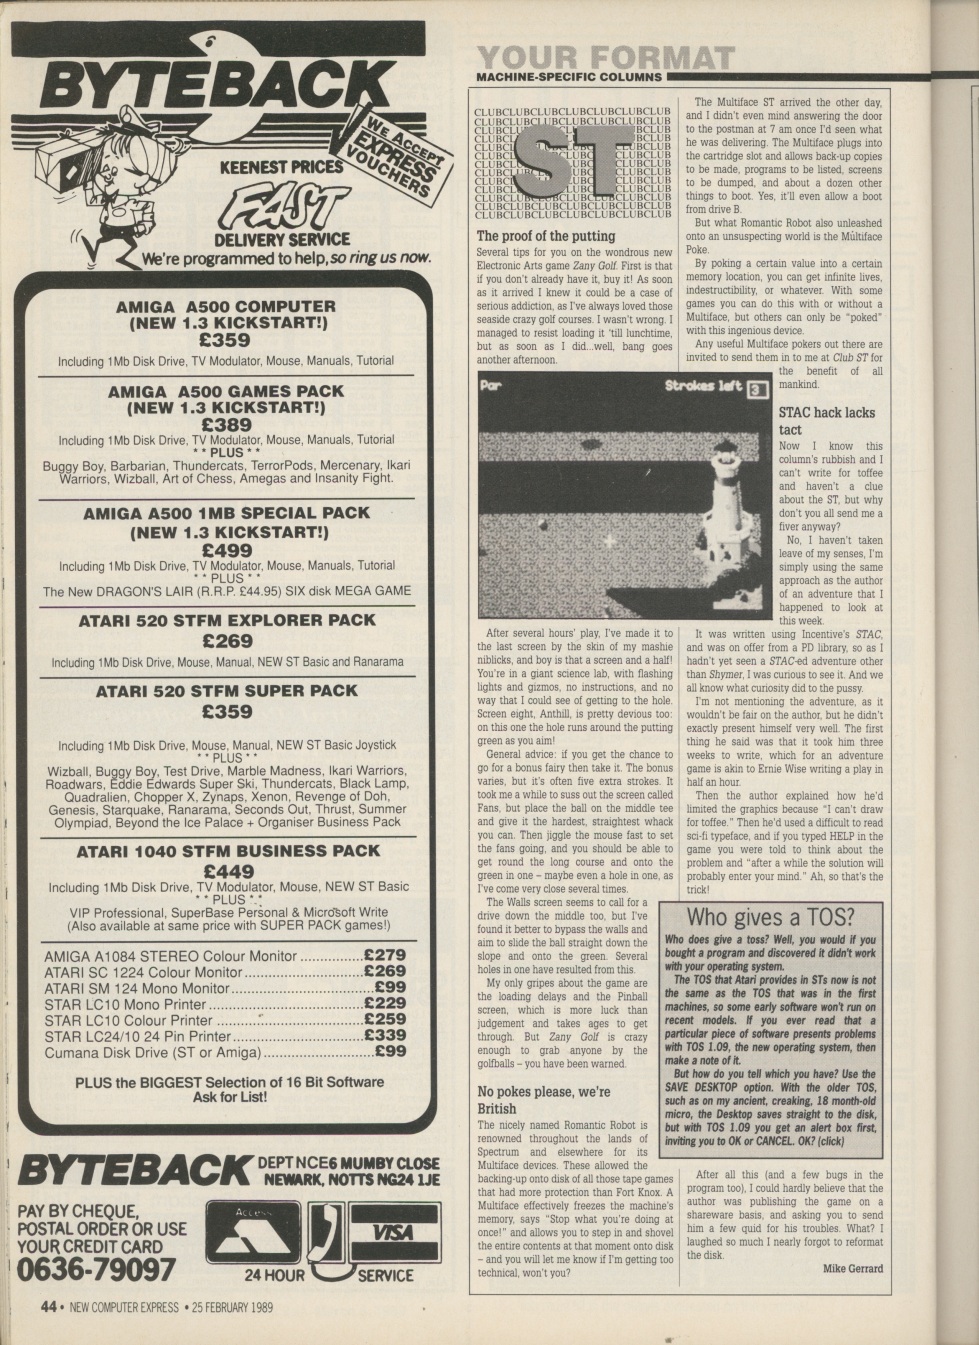 BYTEBACK
WE ACCEPT
EXPRESS
VOUCHERS
KEENEST PRICES
FAST
DELIVERY SERVICE
We're programmed to help, so ring us now.
AMIGA A500 COMPUTER
(NEW 1.3 KICKSTART!)
£359
Including 1Mb Disk Drive, TV Modulator, Mouse, Manuals, Tutorial
AMIGA A500 GAMES PACK
(NEW 1.3 KICKSTART!)
£389
Including 1Mb Disk Drive, TV Modulator, Mouse, Manuals, Tutorial
* * PLUS * *
Buggy Boy, Barbarian, Thundercats, TerrorPods, Mercenary, Ikari
Warriors, Wizball, Art of Chess, Amegas and Insanity Fight.
AMIGA A500 1MB SPECIAL PACK
(NEW 1.3 KICKSTART!)
£499
Including 1Mb Disk Drive, TV Modulator, Mouse, Manuals, Tutorial
* * PLUS * *
The New DRAGON'S LAIR (R.R.P. £44.95) SIX disk MEGA GAME
ATARI 520 STFM EXPLORER PACK
£269
Including 1Mb Disk Drive, Mouse, Manual, NEW ST Basic and Ranarama
ATARI 520 STFM SUPER PACK
£359
Including 1Mb Disk Drive, Mouse, Manual, NEW ST Basic Joystick
* * PLUS * *
Wizball, Buggy Boy, Test Drive, Marble Madness, Ikari Warriors,
Roadwars, Eddie Edwards Super Ski, Thundercats, Black Lamp,
Quadralien, Chopper X, Zynaps, Xenon, Revenge of Doh,
Genesis, Starquake, Ranarama, Seconds Out, Thrust, Summer
Olympiad, Beyond the Ice Palace + Organiser Business Pack
ATARI 1040 STFM BUSINESS PACK
£449
Including 1Mb Disk Drive, TV Modulator, Mouse, NEW ST Basic
* * PLUS * *
VIP Professional, SuperBase Personal & Microsoft Write
(Also available at same price with SUPER PACK games!)
AMIGA A1084 STEREO Colour Monitor ..............£279
ATARI SC 1224 Colour Monitor..........................£269
ATARI SM 124 Mono Monitor..............................£99
STAR LC10 Mono Printer..................................£229
STAR LC10 Colour Printer ................................£259
STAR LC24/10 24 Pin Printer............................£339
Cumana Disk Drive (ST or Amiga)......................£99
PLUS the BIGGEST Selection of 16 Bit Software
Ask for List!
BYTEBACK
DEPT NCE6 MUMBY CLOSE
NEWARK, NOTTS NG24 1JE
PAY BY CHEQUE,
POSTAL ORDER OR USE
YOUR CREDIT CARD
0636-79097
Access
VISA
24 HOUR SERVICE
44 • NEW COMPUTER EXPRESS • 25 FEBRUARY 1989
YOUR FORMAT
MACHINE-SPECIFIC COLUMNS
CLUBCLUBCLUBCLUBCLUBCLUBCLUB
ST
The proof of the putting
Several tips for you on the wondrous new
Electronic Arts game Zany Golf. First is that
if you don't already have it, buy it! As soon
as it arrived I knew it could be a case of
serious addiction, as I've always loved those
seaside crazy golf courses. I wasn't wrong. I
managed to resist loading it 'till lunchtime,
but as soon as I did...well, bang goes
another afternoon.
Par
Strokes left 3
After several hours' play, I've made it to
the last screen by the skin of my mashie
niblicks, and boy is that a screen and a half!
You're in a giant science lab, with flashing
lights and gizmos, no instructions, and no
way that I could see of getting to the hole.
Screen eight, Anthill, is pretty devious too:
on this one the hole runs around the putting
green as you aim!
General advice: if you get the chance to
go for a bonus fairy then take it. The bonus
varies, but it's often five extra strokes. It
took me a while to suss out the screen called
Fans, but place the ball on the middle tee
and give it the hardest, straightest whack
you can. Then jiggle the mouse fast to set
the fans going, and you should be able to
get round the long course and onto the
green in one – maybe even a hole in one, as
I've come very close several times.
The Walls screen seems to call for a
drive down the middle too, but I've
found it better to bypass the walls and
aim to slide the ball straight down the
slope and onto the green. Several
holes in one have resulted from this.
My only gripes about the game are
the loading delays and the Pinball
screen, which is more luck than
judgement and takes ages to get
through. But Zany Golf is crazy
enough to grab anyone by the
golfballs – you have been warned.
No pokes please, we're
British
The nicely named Romantic Robot is
renowned throughout the lands of
Spectrum and elsewhere for its
Multiface devices. These allowed the
backing-up onto disk of all those tape games
that had more protection than Fort Knox. A
Multiface effectively freezes the machine's
memory, says "Stop what you're doing at
once!" and allows you to step in and shovel
the entire contents at that moment onto disk
– and you will let me know if I'm getting too
technical, won't you?
The Multiface ST arrived the other day,
and I didn't even mind answering the door
to the postman at 7 am once I'd seen what
he was delivering. The Multiface plugs into
the cartridge slot and allows back-up copies
to be made, programs to be listed, screens
to be dumped, and about a dozen other
things to boot. Yes, it'll even allow a boot
from drive B.
But what Romantic Robot also unleashed
onto an unsuspecting world is the Multiface
Poke.
By poking a certain value into a certain
memory location, you can get infinite lives,
indestructibility, or whatever. With some
games you can do this with or without a
Multiface, but others can only be "poked"
with this ingenious device.
Any useful Multiface pokers out there are
invited to send them in to me at Club ST for
the benefit of all
mankind.
STAC hack lacks
tact
Now I know this
column's rubbish and I
can't write for toffee
and haven't a clue
about the ST, but why
don't you all send me a
fiver anyway?
No, I haven't taken
leave of my senses, I'm
simply using the same
approach as the author
of an adventure that I
happened to look at
this week.
It was written using Incentive's STAC,
and was on offer from a PD library, so as I
hadn't yet seen a STAC-ed adventure other
than Shymer, I was curious to see it. And we
all know what curiosity did to the pussy.
I'm not mentioning the adventure, as it
wouldn't be fair on the author, but he didn't
exactly present himself very well. The first
thing he said was that it took him three
weeks to write, which for an adventure
game is akin to Ernie Wise writing a play in
half an hour.
Then the author explained how he'd
limited the graphics because "I can't draw
for toffee." Then he'd used a difficult to read
sci-fi typeface, and if you typed HELP in the
game you were told to think about the
problem and "after a while the solution will
probably enter your mind." Ah, so that's the
trick!
Who gives a TOS?
Who does give a toss? Well, you would if you
bought a program and discovered it didn't work
with your operating system.
The TOS that Atari provides in STs now is not
the same as the TOS that was in the first
machines, so some early software won't run on
recent models. If you ever read that a
particular piece of software presents problems
with TOS 1.09, the new operating system, then
make a note of it.
But how do you tell which you have? Use the
SAVE DESKTOP option. With the older TOS,
such as on my ancient, creaking, 18 month-old
micro, the Desktop saves straight to the disk,
but with TOS 1.09 you get an alert box first,
inviting you to OK or CANCEL. OK? (click)
After all this (and a few bugs in the
program too), I could hardly believe that the
author was publishing the game on a
shareware basis, and asking you to send
him a few quid for his troubles. What? I
laughed so much I nearly forgot to reformat
the disk.
Mike Gerrard